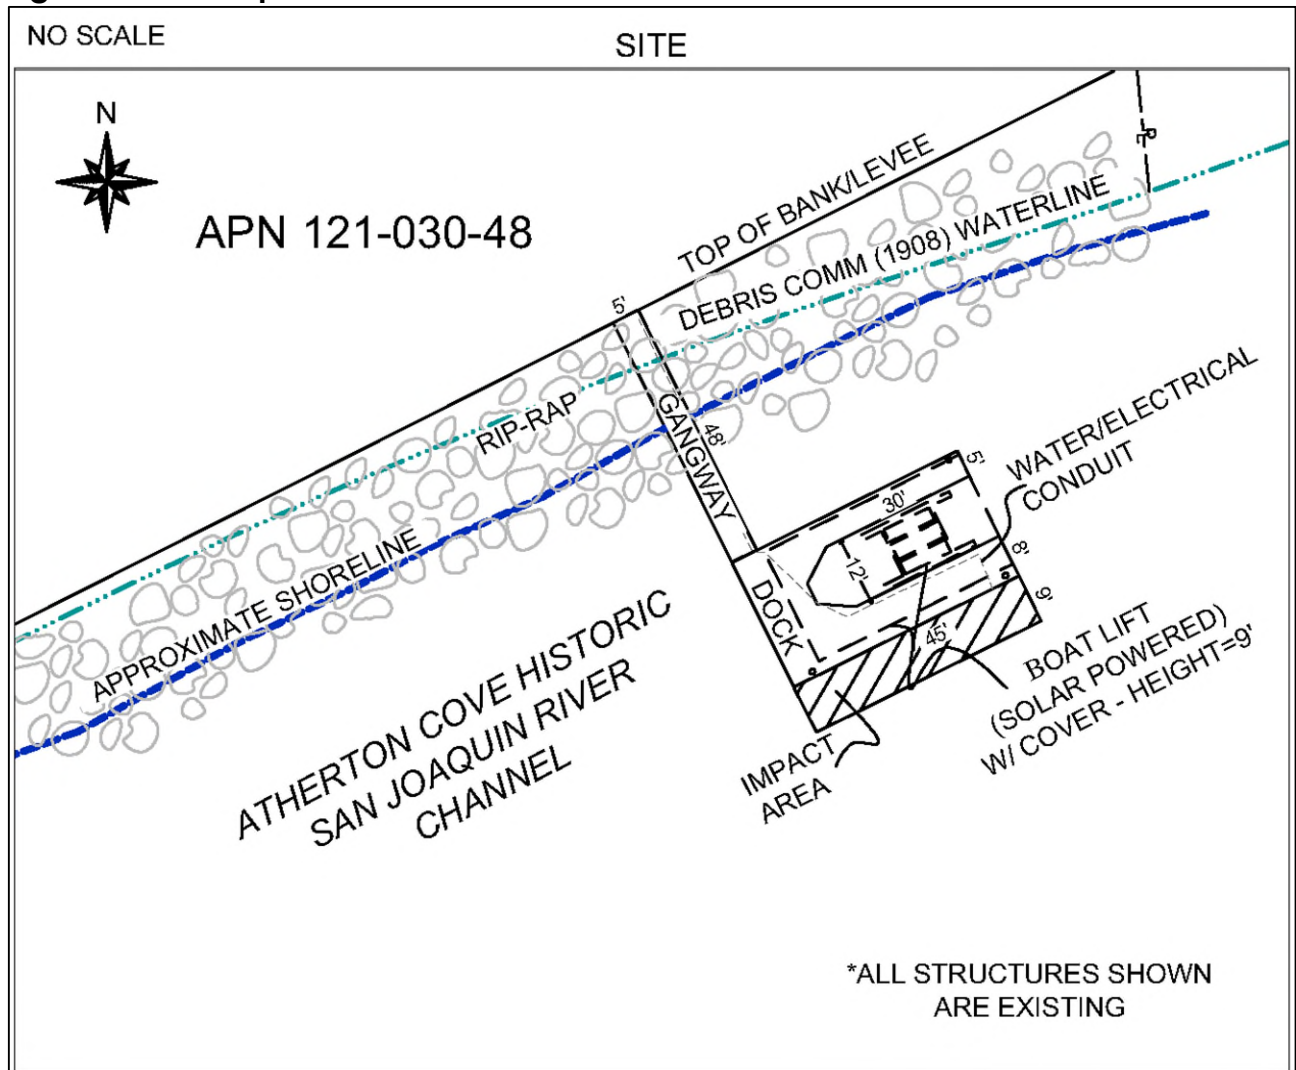 NO SCALE
SITE
N
APN 121-030-48
TOP OF BANK/LEVEE
PL
DEBRIS COMM (1908) WATERLINE
5'
RIP-RAP
GANGWAY
48'
WATER/ELECTRICAL
CONDUIT
5'
30'
12'
8'
9'
DOCK
45'
APPROXIMATE SHORELINE
ATHERTON COVE HISTORIC
SAN JOAQUIN RIVER
CHANNEL
BOAT LIFT
(SOLAR POWERED)
W/ COVER - HEIGHT=9'
IMPACT
AREA
*ALL STRUCTURES SHOWN
ARE EXISTING